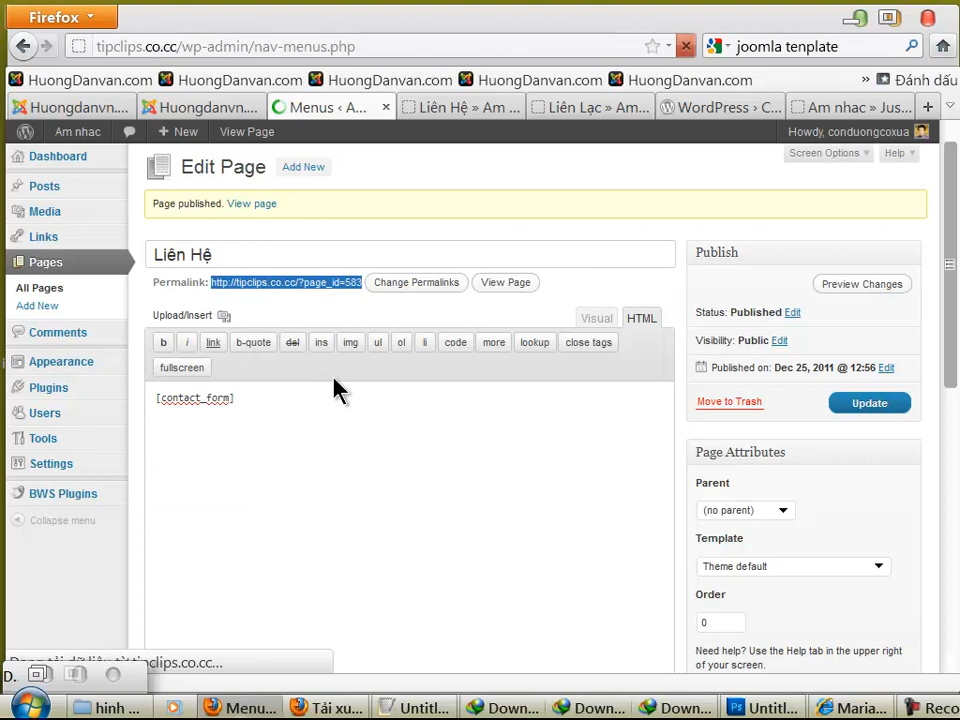 Firefox
tipclips.co.cc/wp-admin/nav-menus.php
joomla tenplate
HuongDanvan.com HuongDanvan.com HuongDanvan.com HuongDanvan.com HuongDanvan.com » Đánh dấu
Huongdanvn.... Huongdanvn.... Menus ‹ A... × Liên Hệ » Am ... Liên Lạc » Am... WordPress › C... Am nhac » Jus... +
Am nhac + New View Page Howdy, conduongcoxua
Screen Options Help
Dashboard
Posts
Media
Links
Pages
All Pages
Add New
Comments
Appearance
Plugins
Users
Tools
Settings
BWS Plugins
Collapse menu
Edit Page Add New
Page published. View page
Liên Hệ
Permalink: http://tipclips.co.cc/?page_id=583 Change Permalinks View Page
Upload/Insert Visual HTML
b i link b-quote del ins img ul ol li code more lookup close tags
fullscreen
[contact_form]
Publish
Preview Changes
Status: Published Edit
Visibility: Public Edit
Published on: Dec 25, 2011 @ 12:56 Edit
Move to Trash Update
Page Attributes
Parent
(no parent)
Template
Theme default
Order
0
Need help? Use the Help tab in the upper right
of your screen.
D.
hinh ... Menu... Tải xu... Untitl... Down... Down... Down... Untitl... Maria... Reco